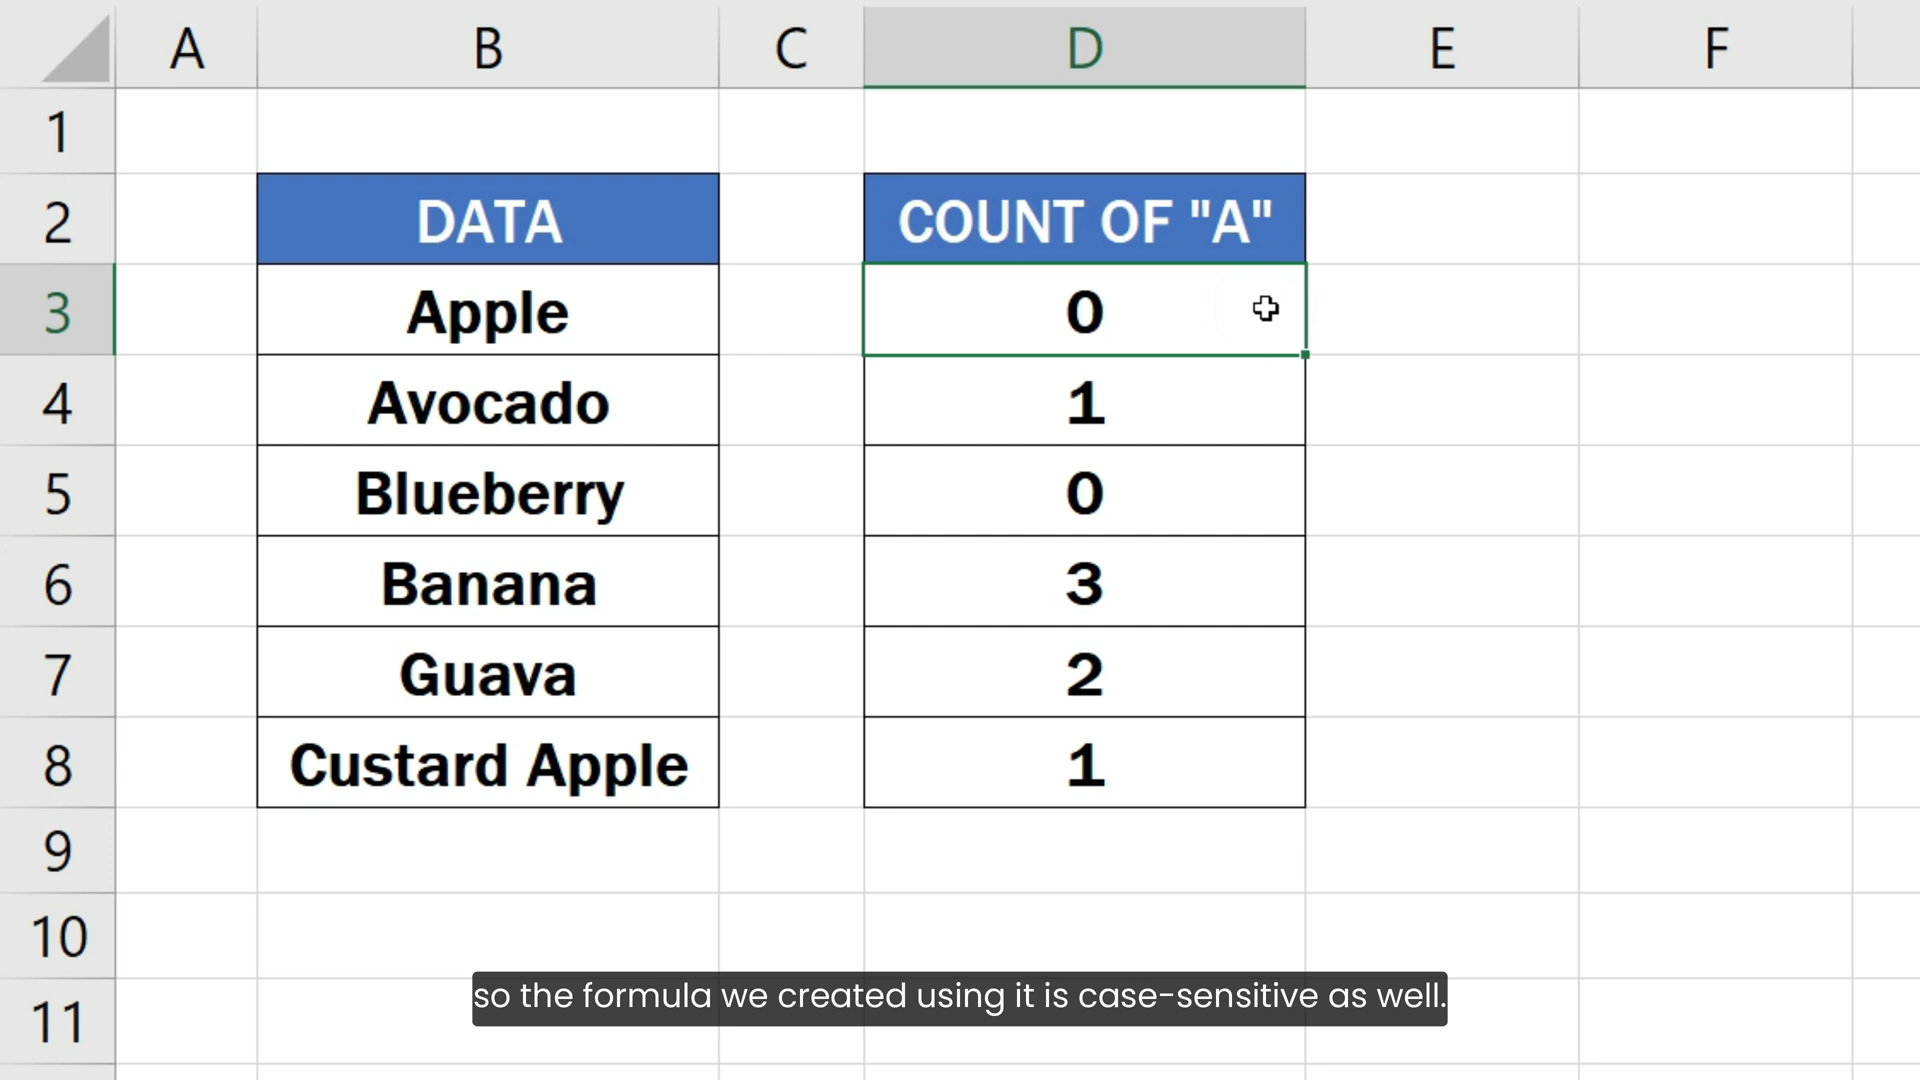 A B C D E F
1
2 DATA COUNT OF "A"
3 Apple 0
4 Avocado 1
5 Blueberry 0
6 Banana 3
7 Guava 2
8 Custard Apple 1
9
10
so the formula we created using it is case-sensitive as well.
11